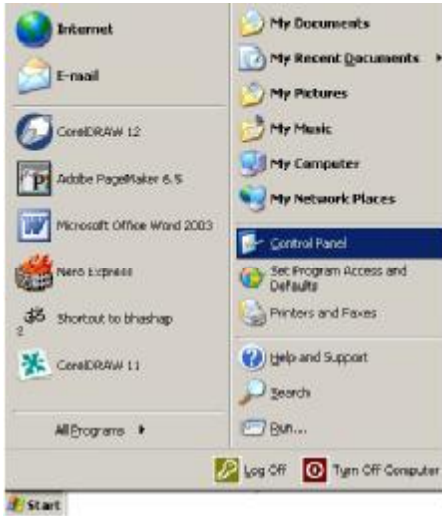 Internet
E-mail
CorelDRAW 12
Adobe PageMaker 6.5
Microsoft Office Word 2003
Nero Express
Shortcut to bhashap
2
CorelDRAW 11
All Programs
My Documents
My Recent Documents
My Pictures
My Music
My Computer
My Network Places
Control Panel
Set Program Access and
Defaults
Printers and Faxes
Help and Support
Search
Run...
Log Off
Turn Off Computer
Start